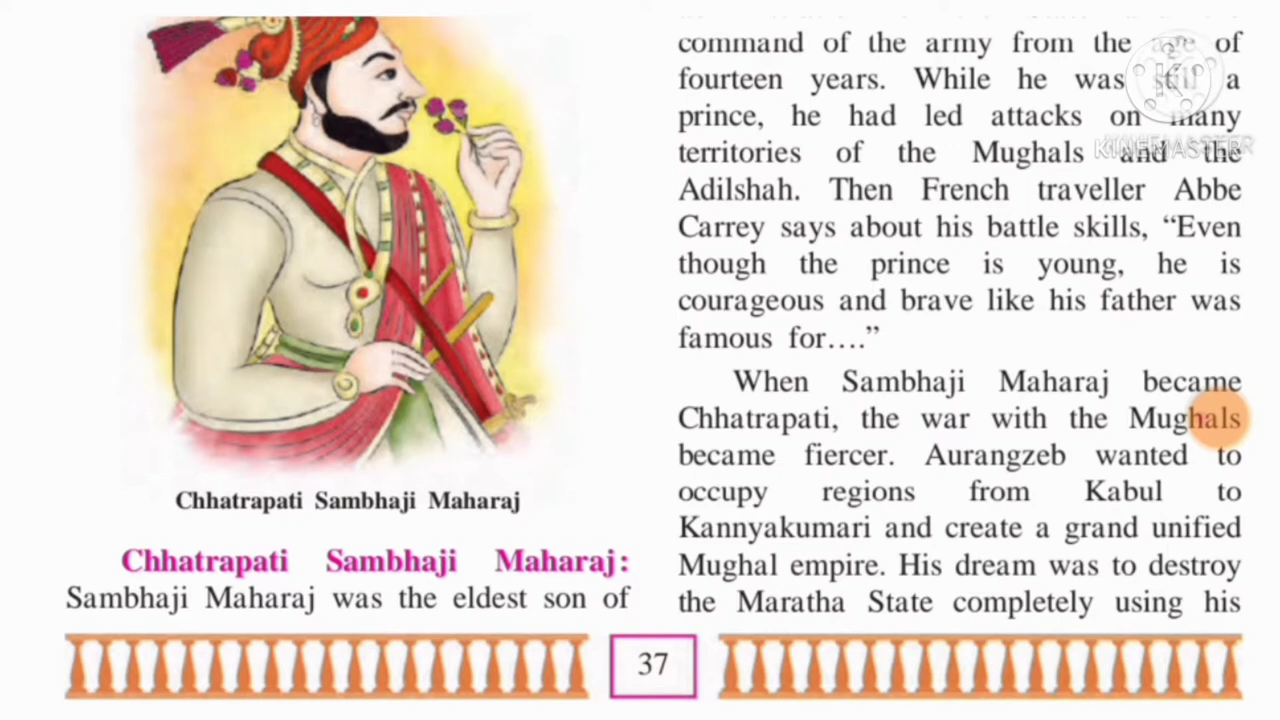 Chhatrapati Sambhaji Maharaj
Chhatrapati Sambhaji Maharaj:
Sambhaji Maharaj was the eldest son of
command of the army from the age of
fourteen years. While he was still a
prince, he had led attacks on many
territories of the Mughals and the
Adilshah. Then French traveller Abbe
Carrey says about his battle skills, “Even
though the prince is young, he is
courageous and brave like his father was
famous for....”
When Sambhaji Maharaj became
Chhatrapati, the war with the Mughals
became fiercer. Aurangzeb wanted to
occupy regions from Kabul to
Kannyakumari and create a grand unified
Mughal empire. His dream was to destroy
the Maratha State completely using his
37
K
KINEMASTER